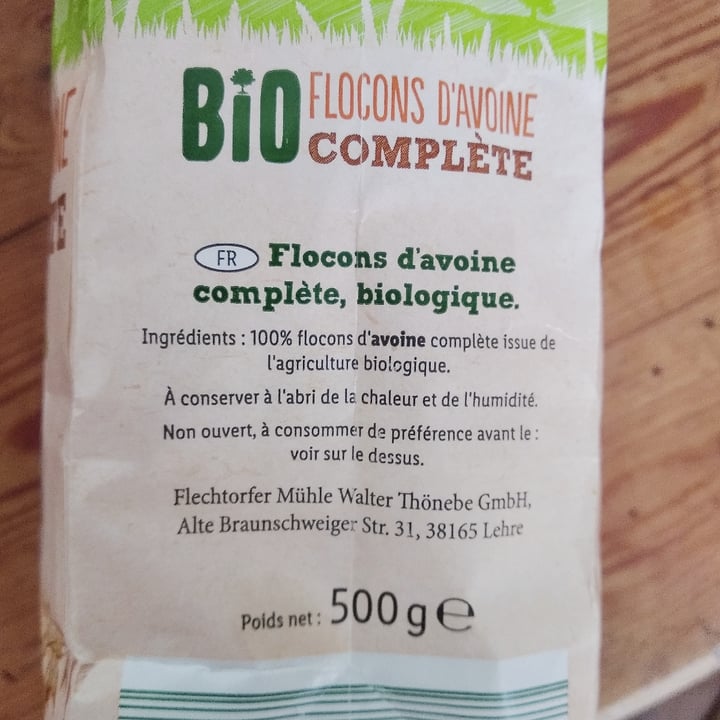 BIO FLOCONS D'AVOINE
COMPLÈTE
FR Flocons d'avoine
complète, biologique.
Ingrédients : 100% flocons d'avoine complète issue de
l'agriculture biologique.
À conserver à l'abri de la chaleur et de l'humidité.
Non ouvert, à consommer de préférence avant le :
voir sur le dessus.
Flechtorfer Mühle Walter Thönebe GmbH,
Alte Braunschweiger Str. 31, 38165 Lehre
Poids net : 500 g ℮